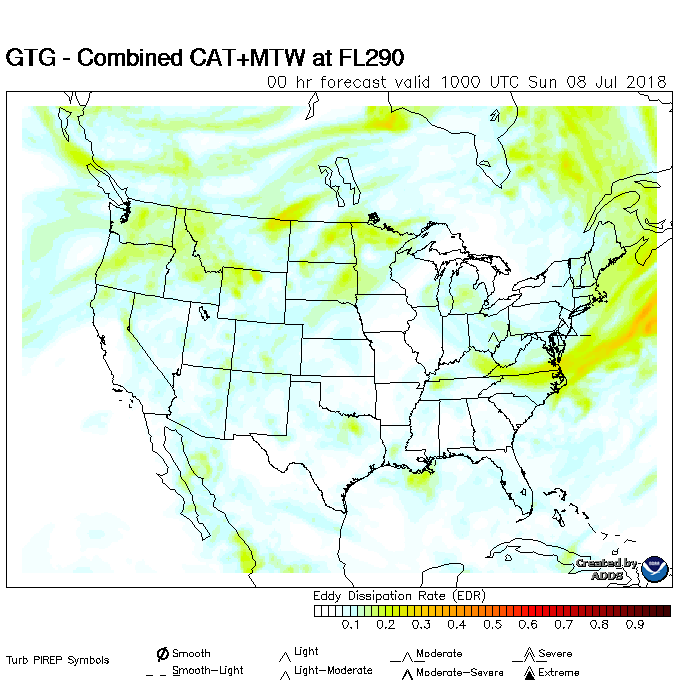 GTG - Combined CAT+MTW at FL290
00 hr forecast valid 1000 UTC Sun 08 Jul 2018
Created by
ADDS
Eddy Dissipation Rate (EDR)
0.1 0.2 0.3 0.4 0.5 0.6 0.7 0.8 0.9
Turb PIREP Symbols
Smooth Light Moderate Severe
Smooth-Light Light-Moderate Moderate-Severe Extreme